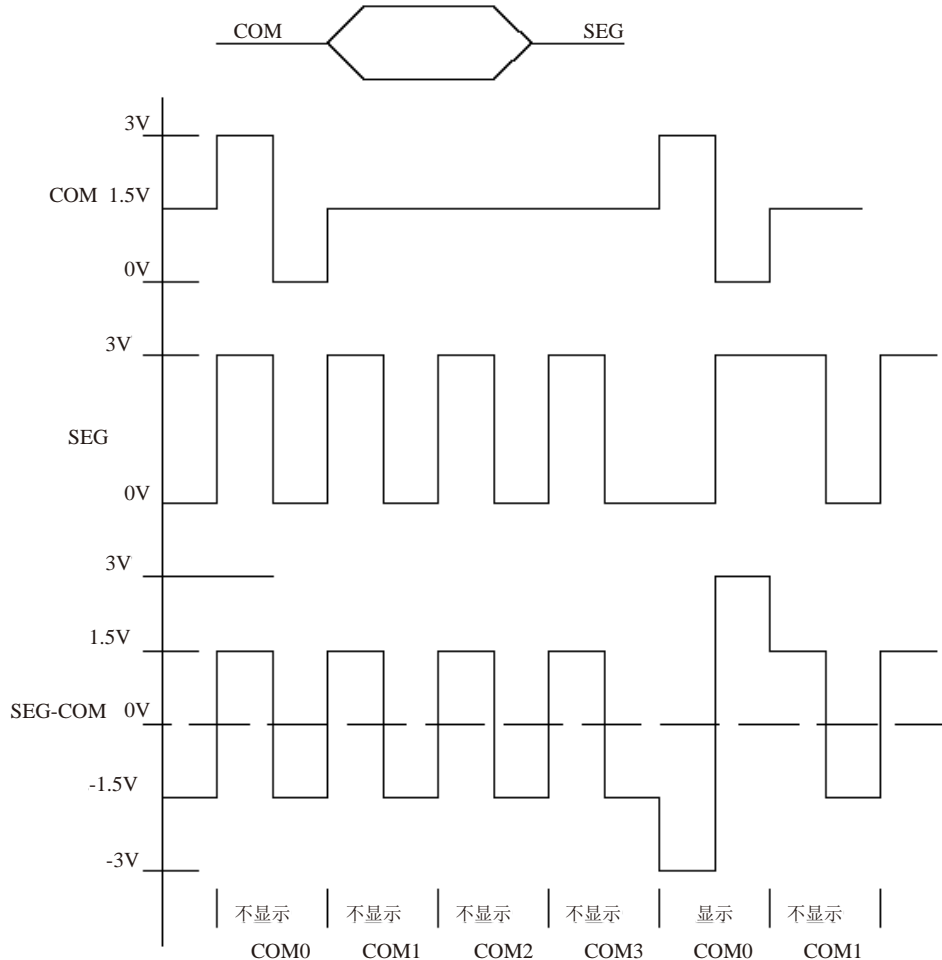 COM SEG
3V
COM 1.5V
0V
3V
SEG
0V
3V
1.5V
SEG-COM 0V
-1.5V
-3V
不显示 不显示 不显示 不显示 显示 不显示
COM0 COM1 COM2 COM3 COM0 COM1